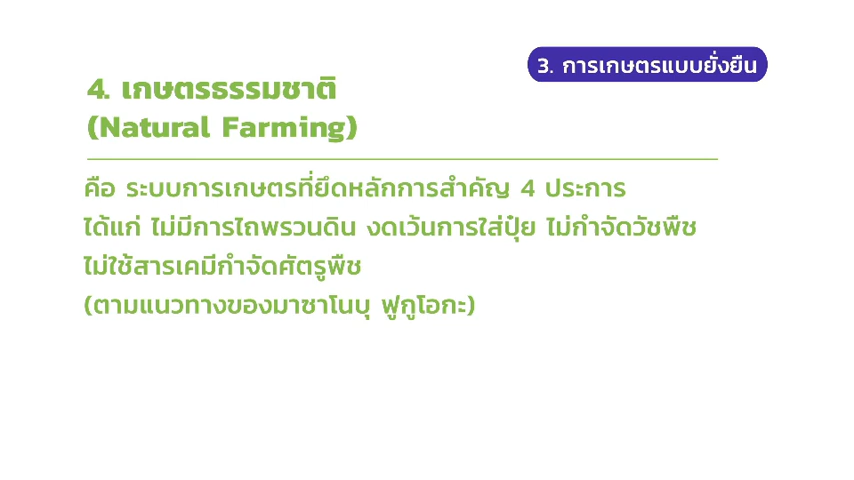 3. การเกษตรแบบยั่งยืน
4. เกษตรธรรมชาติ
(Natural Farming)
คือ ระบบการเกษตรที่ยึดหลักการสำคัญ 4 ประการ
ได้แก่ ไม่มีการไถพรวนดิน งดเว้นการใส่ปุ๋ย ไม่กำจัดวัชพืช
ไม่ใช้สารเคมีกำจัดศัตรูพืช
(ตามแนวทางของมาซาโนบุ ฟูกูโอกะ)